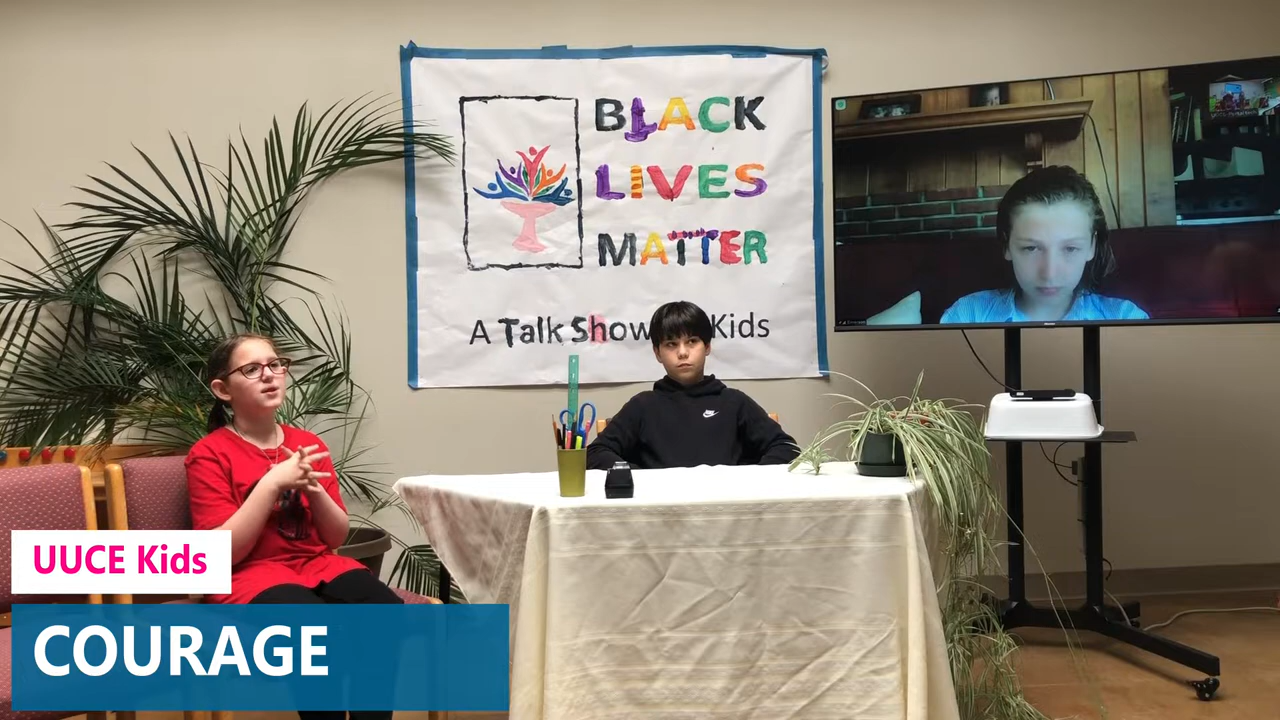 BLACK
LIVES
MATTER
A Talk Show Kids
UUCE Kids
COURAGE